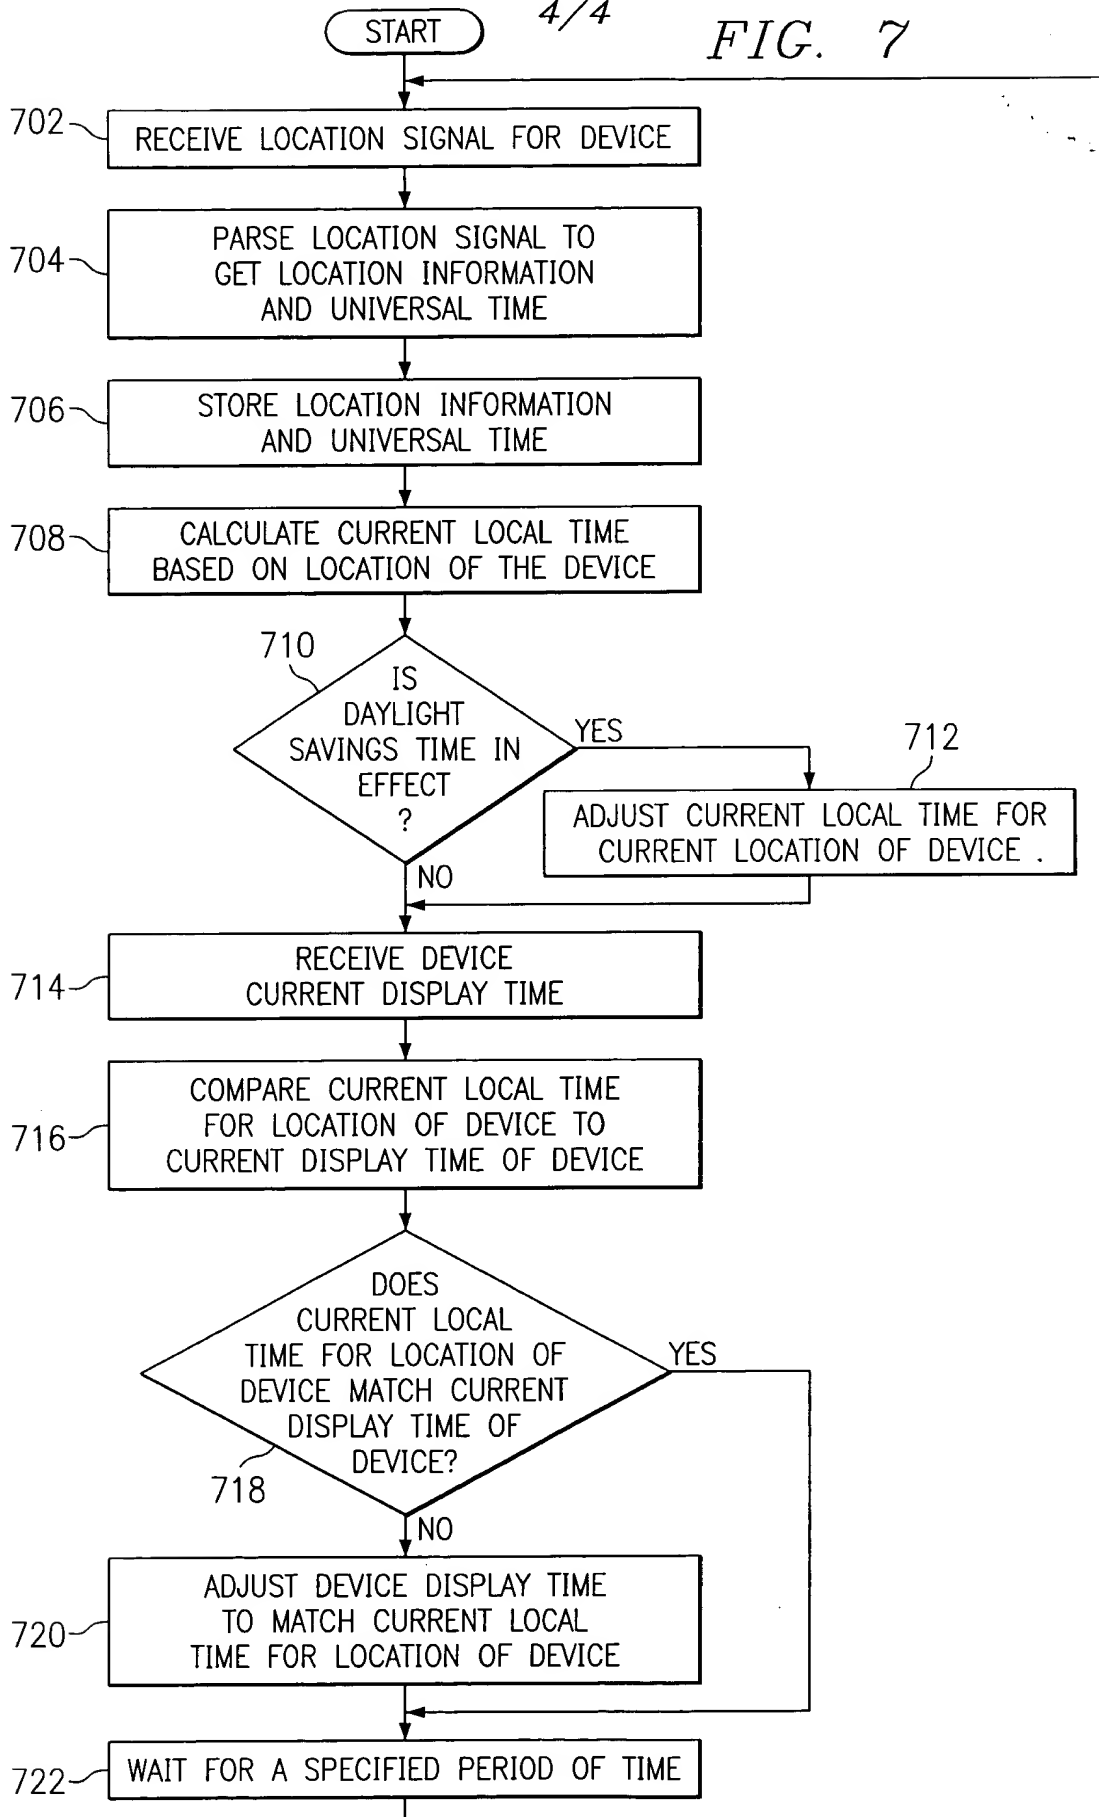 START
4/4
FIG. 7
702
RECEIVE LOCATION SIGNAL FOR DEVICE
704
PARSE LOCATION SIGNAL TO
GET LOCATION INFORMATION
AND UNIVERSAL TIME
706
STORE LOCATION INFORMATION
AND UNIVERSAL TIME
708
CALCULATE CURRENT LOCAL TIME
BASED ON LOCATION OF THE DEVICE
710
IS
DAYLIGHT
SAVINGS TIME IN
EFFECT
?
YES
712
ADJUST CURRENT LOCAL TIME FOR
CURRENT LOCATION OF DEVICE .
NO
714
RECEIVE DEVICE
CURRENT DISPLAY TIME
716
COMPARE CURRENT LOCAL TIME
FOR LOCATION OF DEVICE TO
CURRENT DISPLAY TIME OF DEVICE
DOES
CURRENT LOCAL
TIME FOR LOCATION OF
DEVICE MATCH CURRENT
DISPLAY TIME OF
DEVICE?
YES
718
NO
720
ADJUST DEVICE DISPLAY TIME
TO MATCH CURRENT LOCAL
TIME FOR LOCATION OF DEVICE
722
WAIT FOR A SPECIFIED PERIOD OF TIME